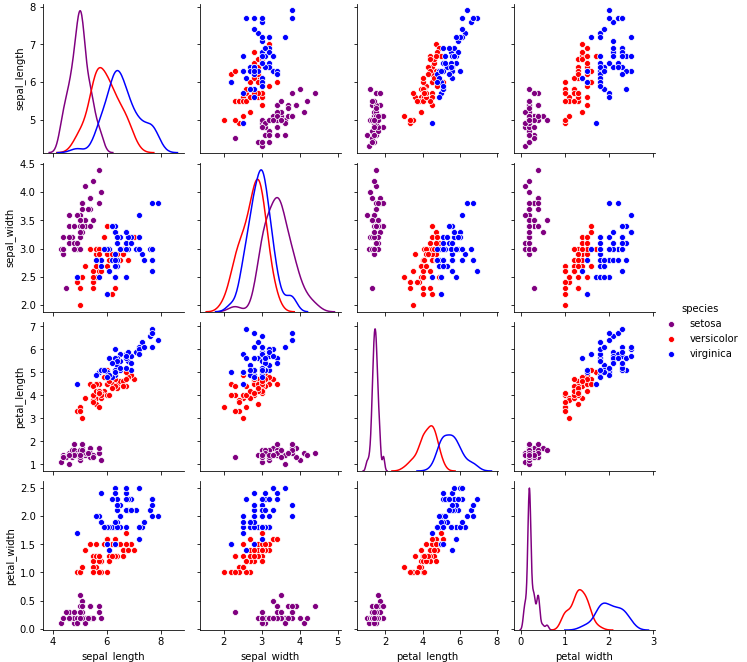 8
7
6
5
sepal_length
4.5
4.0
3.5
3.0
2.5
2.0
sepal_width
7
6
5
4
3
2
1
petal_length
2.5
2.0
1.5
1.0
0.5
0.0
petal_width
4 6 8
sepal_length
2 3 4 5
sepal_width
2 4 6 8
petal_length
0 1 2 3
petal_width
species
setosa
versicolor
virginica